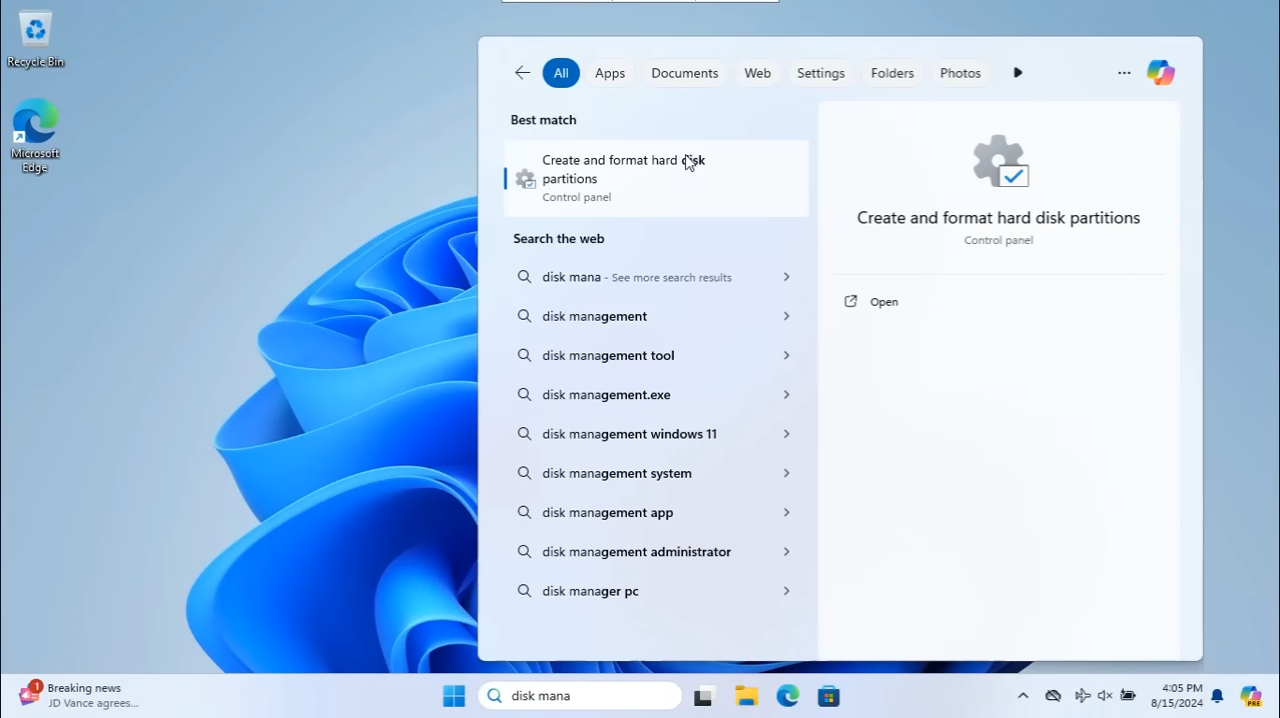 Recycle Bin
Microsoft
Edge
All
Apps
Documents
Web
Settings
Folders
Photos
Best match
Create and format hard disk
partitions
Control panel
Search the web
disk mana - See more search results
disk management
disk management tool
disk management.exe
disk management windows 11
disk management system
disk management app
disk management administrator
disk manager pc
Create and format hard disk partitions
Control panel
Open
1
Breaking news
JD Vance agrees...
disk mana
4:05 PM
8/15/2024
PRE